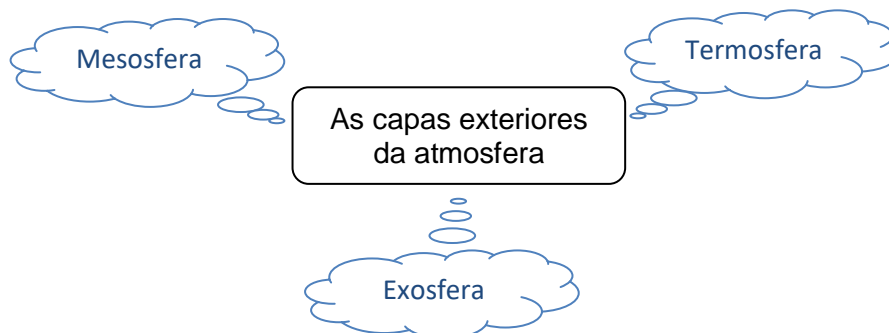 Mesosfera
Termosfera
As capas exteriores
da atmosfera
Exosfera